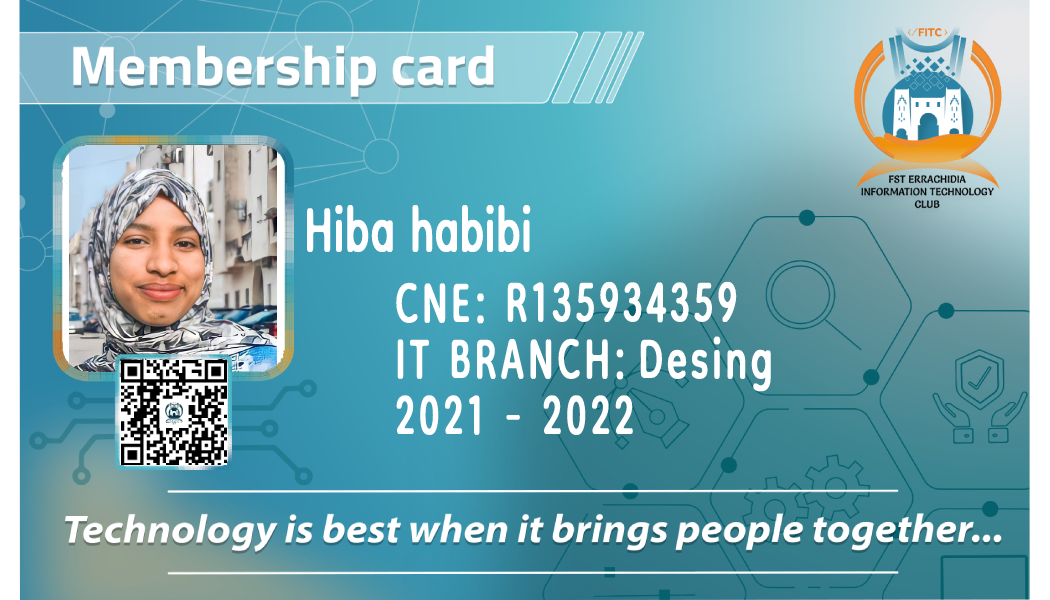 Membership card
<FITC>
FST ERRACHIDIA
INFORMATION TECHNOLOGY
CLUB
Hiba habibi
CNE: R135934359
IT BRANCH: Desing
2021 - 2022
Technology is best when it brings people together...